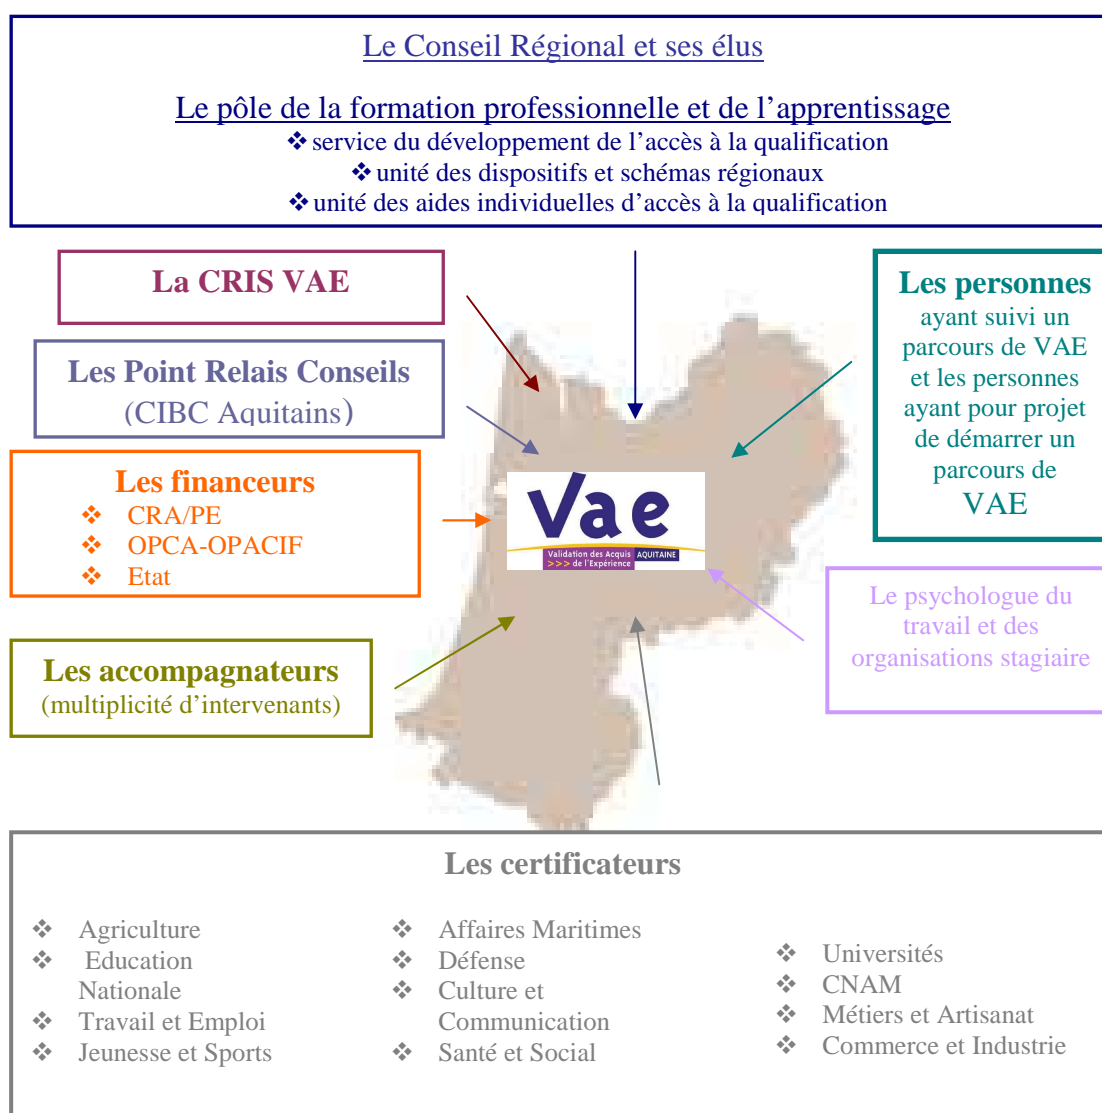 Le Conseil Régional et ses élus
Le pôle de la formation professionnelle et de l'apprentissage
❖ service du développement de l'accès à la qualification
❖ unité des dispositifs et schémas régionaux
❖ unité des aides individuelles d'accès à la qualification
La CRIS VAE
Les Point Relais Conseils
(CIBC Aquitains)
Les financeurs
❖ CRA/PE
❖ OPCA-OPACIF
❖ Etat
Les accompagnateurs
(multiplicité d'intervenants)
Vae
Validation des Acquis
>>> de l'Expérience
AQUITAINE
Les personnes
ayant suivi un
parcours de VAE
et les personnes
ayant pour projet
de démarrer un
parcours de
VAE
Le psychologue du
travail et des
organisations stagiaire
Les certificateurs
❖ Agriculture
❖ Education
Nationale
❖ Travail et Emploi
❖ Jeunesse et Sports
❖ Affaires Maritimes
❖ Défense
❖ Culture et
Communication
❖ Santé et Social
❖ Universités
❖ CNAM
❖ Métiers et Artisanat
❖ Commerce et Industrie